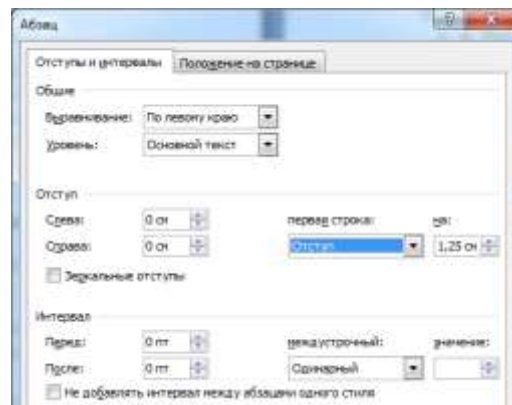 Абзац
Отступы и интервалы Положение на странице
Общие
Выравнивание: По левому краю
Уровень: Основной текст
Отступ
Слева: 0 см первая строка: на:
Справа: 0 см Отступ 1,25 см
Зеркальные отступы
Интервал
Перед: 0 пт междустрочный: значение:
После: 0 пт Одинарный
Не добавлять интервал между абзацами одного стиля